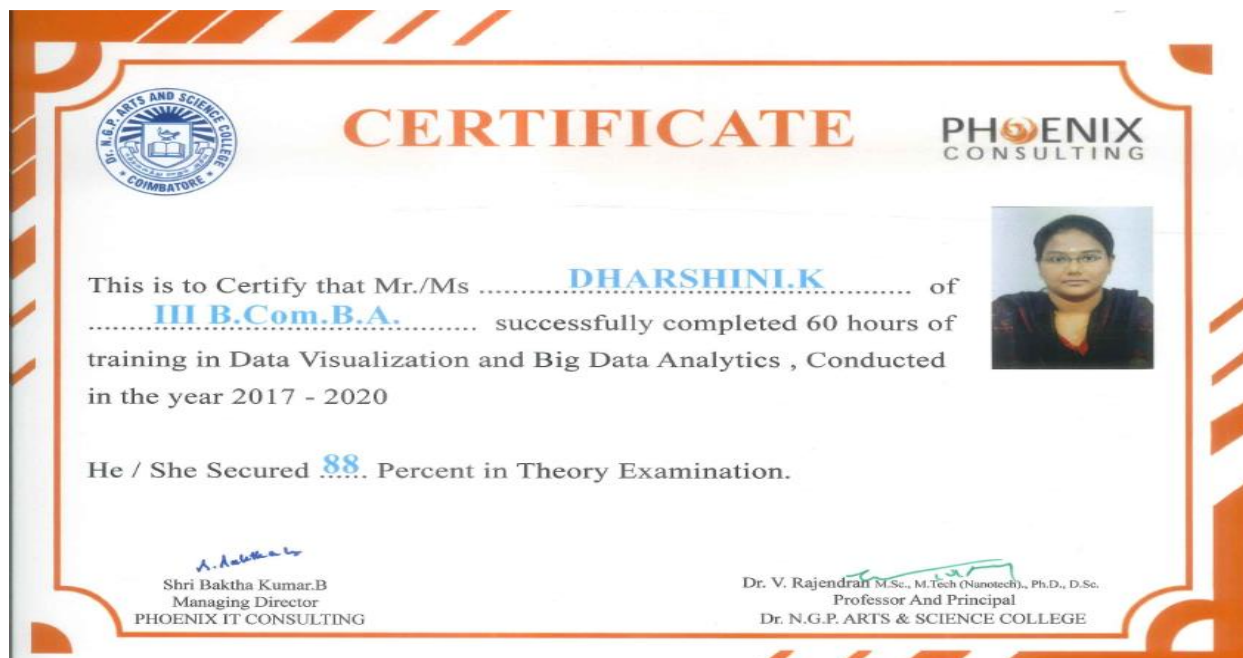 Dr. N.G.P. ARTS AND SCIENCE COLLEGE
* COIMBATORE *
CERTIFICATE
PHOENIX
CONSULTING
This is to Certify that Mr./Ms .......... DHARSHINI.K .......... of
.......... III B.Com.B.A. .......... successfully completed 60 hours of
training in Data Visualization and Big Data Analytics , Conducted
in the year 2017 - 2020
He / She Secured 88 Percent in Theory Examination.
Shri Baktha Kumar.B
Managing Director
PHOENIX IT CONSULTING
Dr. V. Rajendran M.Sc., M.Tech (Nanotech)., Ph.D., D.Sc.
Professor And Principal
Dr. N.G.P. ARTS & SCIENCE COLLEGE